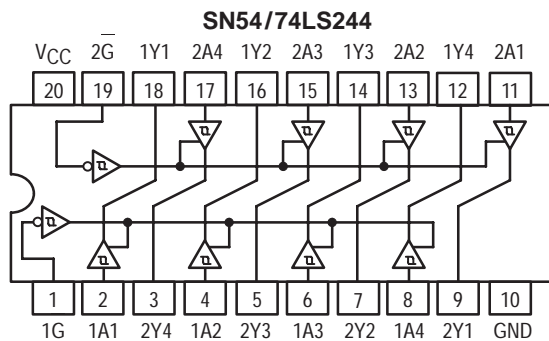 SN54/74LS244
VCC 2G̅ 1Y1 2A4 1Y2 2A3 1Y3 2A2 1Y4 2A1
20 19 18 17 16 15 14 13 12 11
1 2 3 4 5 6 7 8 9 10
1G 1A1 2Y4 1A2 2Y3 1A3 2Y2 1A4 2Y1 GND